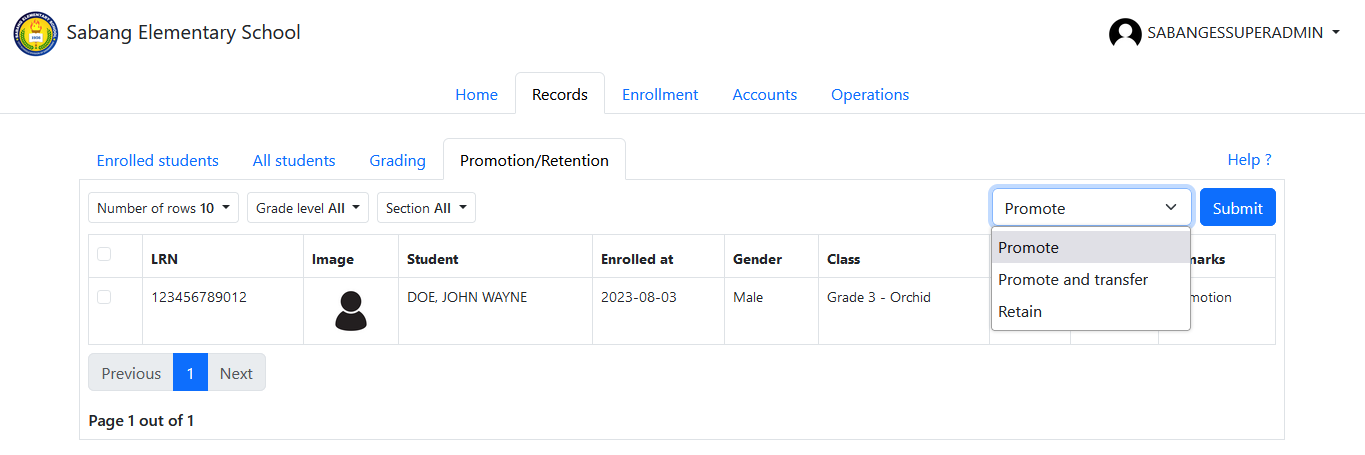 Sabang Elementary School
SABANGESSUPERADMIN
Home Records Enrollment Accounts Operations
Enrolled students All students Grading Promotion/Retention Help ?
Number of rows 10 Grade level All Section All Promote Submit
Promote
Promote and transfer
Retain
LRN Image Student Enrolled at Gender Class marks
123456789012 DOE, JOHN WAYNE 2023-08-03 Male Grade 3 - Orchid motion
Previous 1 Next
Page 1 out of 1